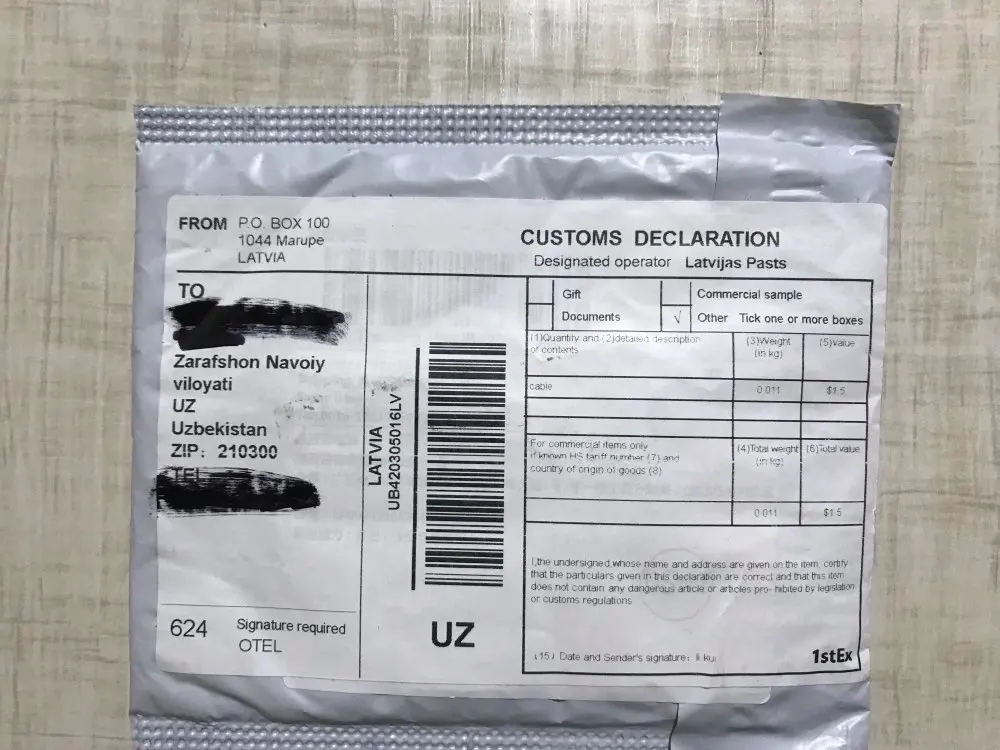 FROM P.O. BOX 100
1044 Marupe
LATVIA
TO
Zarafshon Navoiy
viloyati
UZ
Uzbekistan
ZIP: 210300
TEL
624 Signature required
OTEL
LATVIA
UB420305016LV
UZ
CUSTOMS DECLARATION
Designated operator Latvijas Pasts
Gift
Commercial sample
Documents
√ Other Tick one or more boxes
(1)Quantity and (2)detailed description
of contents
(3)Weight
(in kg)
(5)Value
cable
0.011
$1.5
For commercial items only
if known HS tariff number (7) and
country of origin of goods (8)
(4)Total weight
(in kg)
(6)Total value
0.011
$1.5
I,the undersigned,whose name and address are given on the item, certify
that the particulars given in this declaration are correct and that this item
does not contain any dangerous article or articles pro- hibited by legislation
or customs regulations
(15) Date and Sender's signature: li kui
1stEx